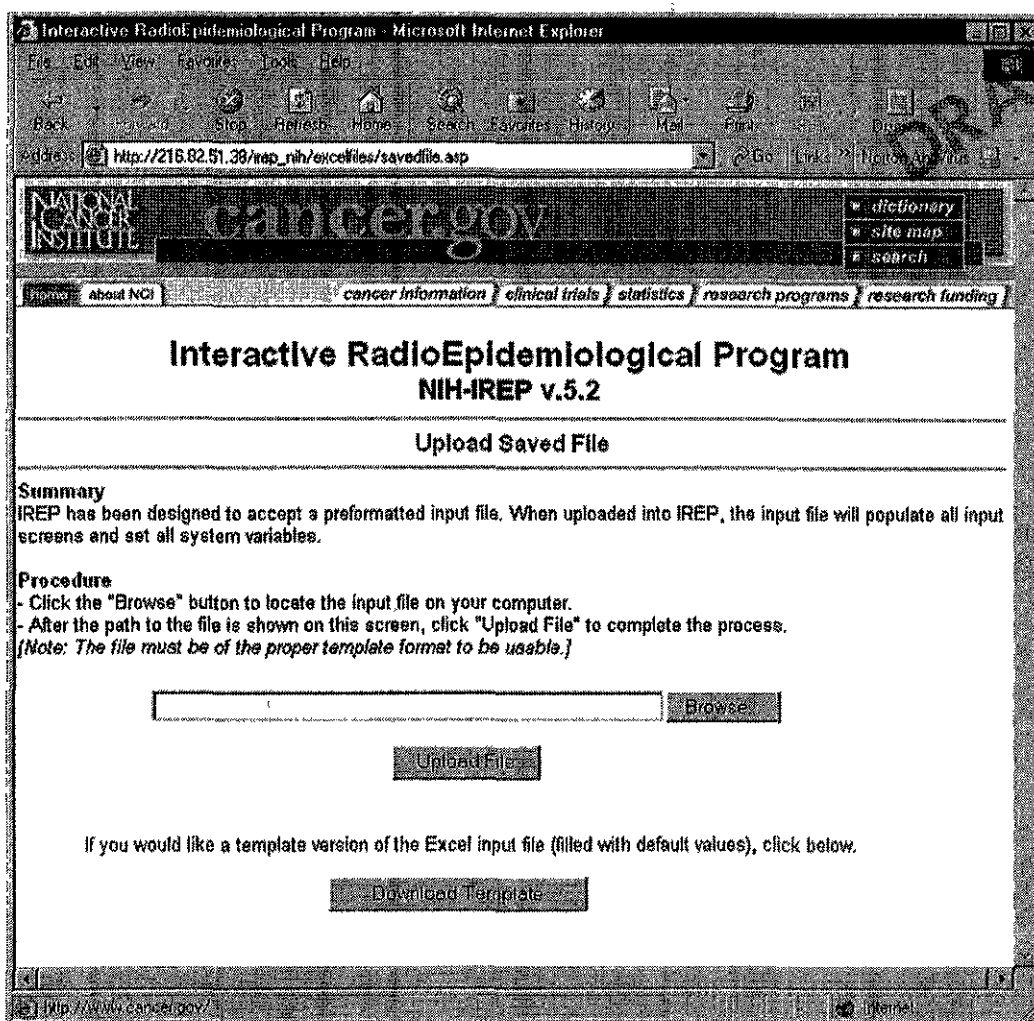 Interactive RadioEpidemiological Program - Microsoft Internet Explorer
File Edit View Favorites Tools Help
Back Stop Refresh Home Search Favorites History Mail Print
Address http://216.82.51.38/irep_nih/excelfiles/savedfile.asp Go Links Norton AntiVirus
DRA
NATIONAL
CANCER
INSTITUTE
cancer.gov
dictionary
site map
search
Home about NCI cancer information clinical trials statistics research programs research funding
Interactive RadioEpidemiological Program
NIH-IREP v.5.2
Upload Saved File
Summary
IREP has been designed to accept a preformatted input file. When uploaded into IREP, the input file will populate all input
screens and set all system variables.
Procedure
- Click the "Browse" button to locate the input file on your computer.
- After the path to the file is shown on this screen, click "Upload File" to complete the process.
[Note: The file must be of the proper template format to be usable.]
Browse...
Upload File
If you would like a template version of the Excel input file (filled with default values), click below.
Download Template
http://www.cancer.gov/ Internet